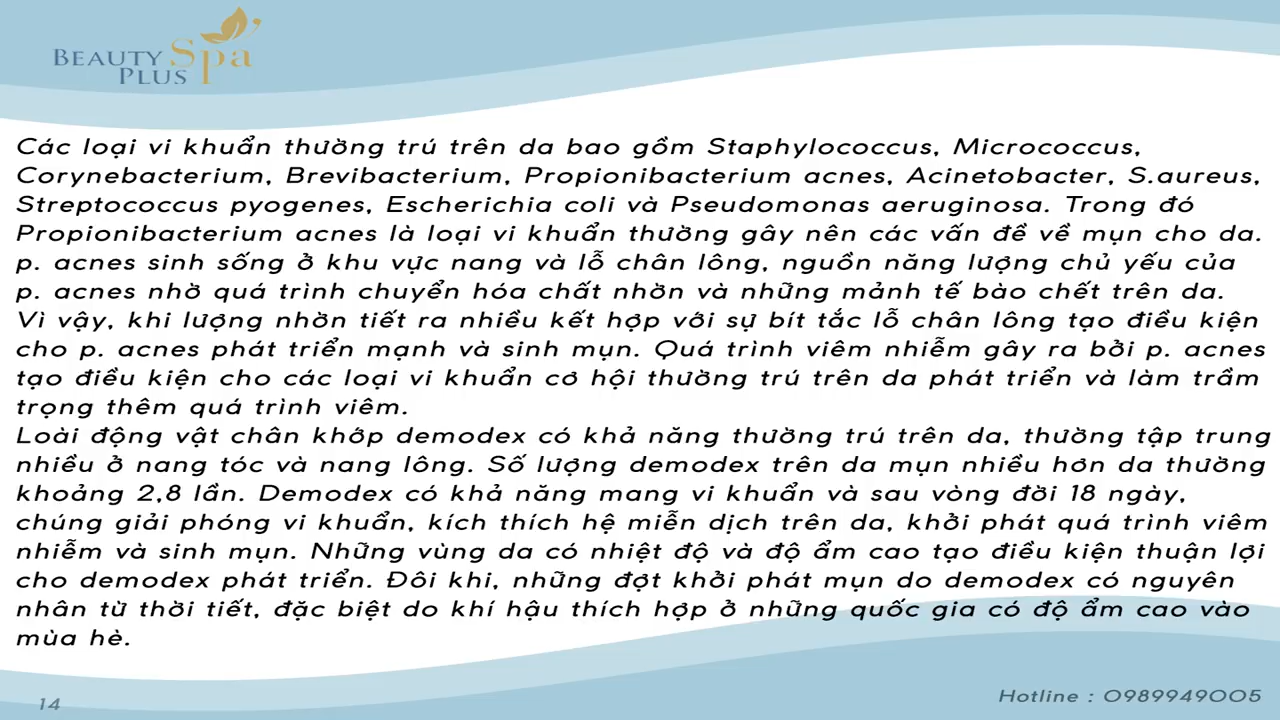 BEAUTY Spa
PLUS
Các loại vi khuẩn thường trú trên da bao gồm Staphylococcus, Micrococcus,
Corynebacterium, Brevibacterium, Propionibacterium acnes, Acinetobacter, S.aureus,
Streptococcus pyogenes, Escherichia coli và Pseudomonas aeruginosa. Trong đó
Propionibacterium acnes là loại vi khuẩn thường gây nên các vấn đề về mụn cho da.
p. acnes sinh sống ở khu vực nang và lỗ chân lông, nguồn năng lượng chủ yếu của
p. acnes nhờ quá trình chuyển hóa chất nhờn và những mảnh tế bào chết trên da.
Vì vậy, khi lượng nhờn tiết ra nhiều kết hợp với sự bít tắc lỗ chân lông tạo điều kiện
cho p. acnes phát triển mạnh và sinh mụn. Quá trình viêm nhiễm gây ra bởi p. acnes
tạo điều kiện cho các loại vi khuẩn cơ hội thường trú trên da phát triển và làm trầm
trọng thêm quá trình viêm.
Loài động vật chân khớp demodex có khả năng thường trú trên da, thường tập trung
nhiều ở nang tóc và nang lông. Số lượng demodex trên da mụn nhiều hơn da thường
khoảng 2,8 lần. Demodex có khả năng mang vi khuẩn và sau vòng đời 18 ngày,
chúng giải phóng vi khuẩn, kích thích hệ miễn dịch trên da, khởi phát quá trình viêm
nhiễm và sinh mụn. Những vùng da có nhiệt độ và độ ẩm cao tạo điều kiện thuận lợi
cho demodex phát triển. Đôi khi, những đợt khởi phát mụn do demodex có nguyên
nhân từ thời tiết, đặc biệt do khí hậu thích hợp ở những quốc gia có độ ẩm cao vào
mùa hè.
14
Hotline : 0989949005